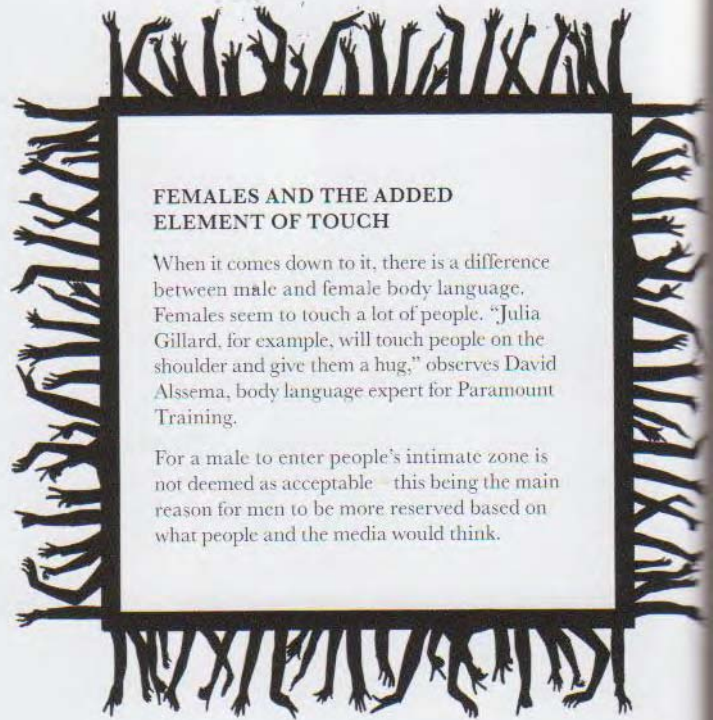 FEMALES AND THE ADDED
ELEMENT OF TOUCH
When it comes down to it, there is a difference
between male and female body language.
Females seem to touch a lot of people. “Julia
Gillard, for example, will touch people on the
shoulder and give them a hug,” observes David
Alssema, body language expert for Paramount
Training.
For a male to enter people’s intimate zone is
not deemed as acceptable – this being the main
reason for men to be more reserved based on
what people and the media would think.